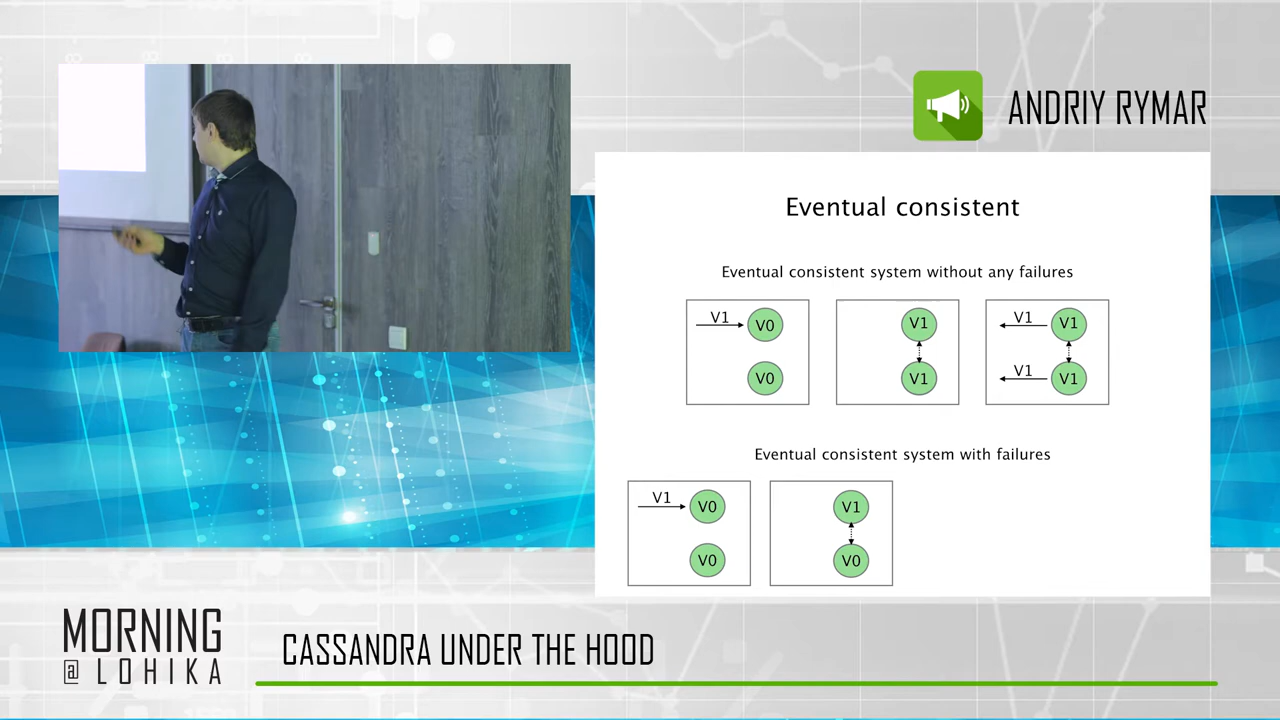 ANDRIY RYMAR
Eventual consistent
Eventual consistent system without any failures
V1 V0
V0
V1
V1
V1 V1
V1 V1
Eventual consistent system with failures
V1 V0
V0
V1
V0
MORNING
@ LOHIKA
CASSANDRA UNDER THE HOOD